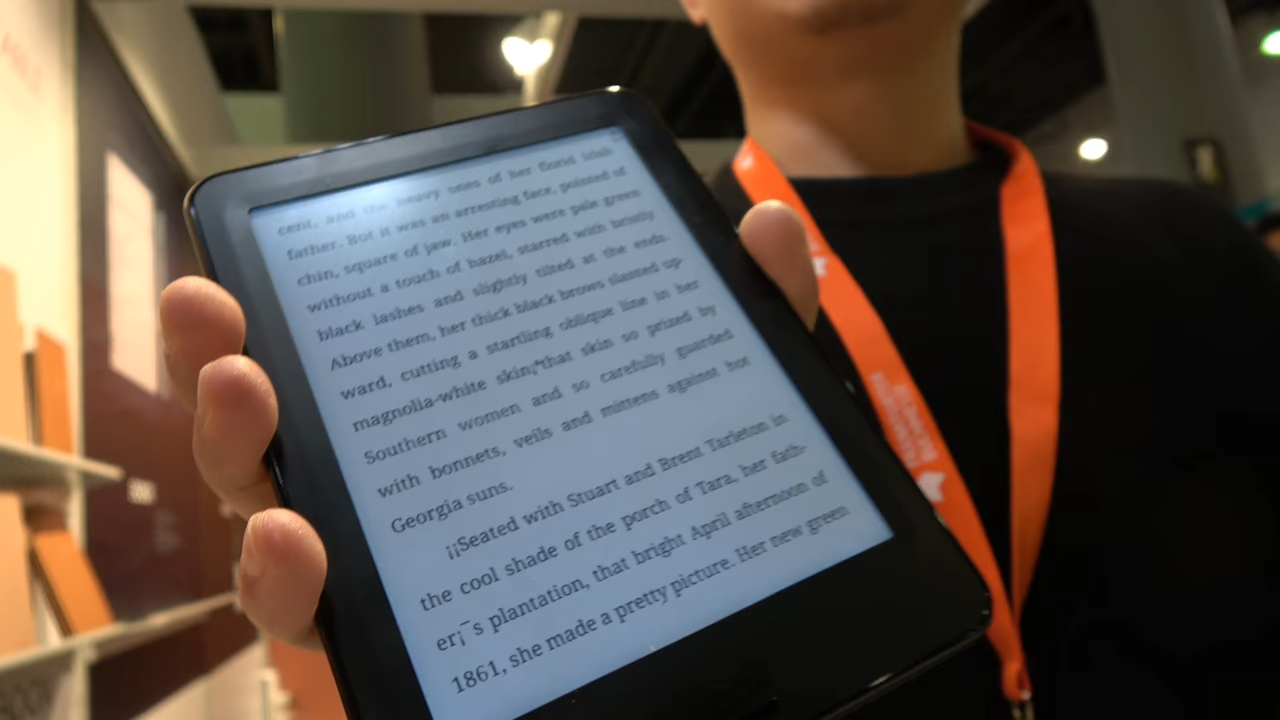 cent, and the heavy ones of her florid Irish
father. But it was an arresting face, pointed of
chin, square of jaw. Her eyes were pale green
without a touch of hazel, starred with bristly
black lashes and slightly tilted at the ends.
Above them, her thick black brows slanted up-
ward, cutting a startling oblique line in her
magnolia-white skin¡ªthat skin so prized by
Southern women and so carefully guarded
with bonnets, veils and mittens against hot
Georgia suns.
¡¡Seated with Stuart and Brent Tarleton in
the cool shade of the porch of Tara, her fath-
er¡¯s plantation, that bright April afternoon of
1861, she made a pretty picture. Her new green